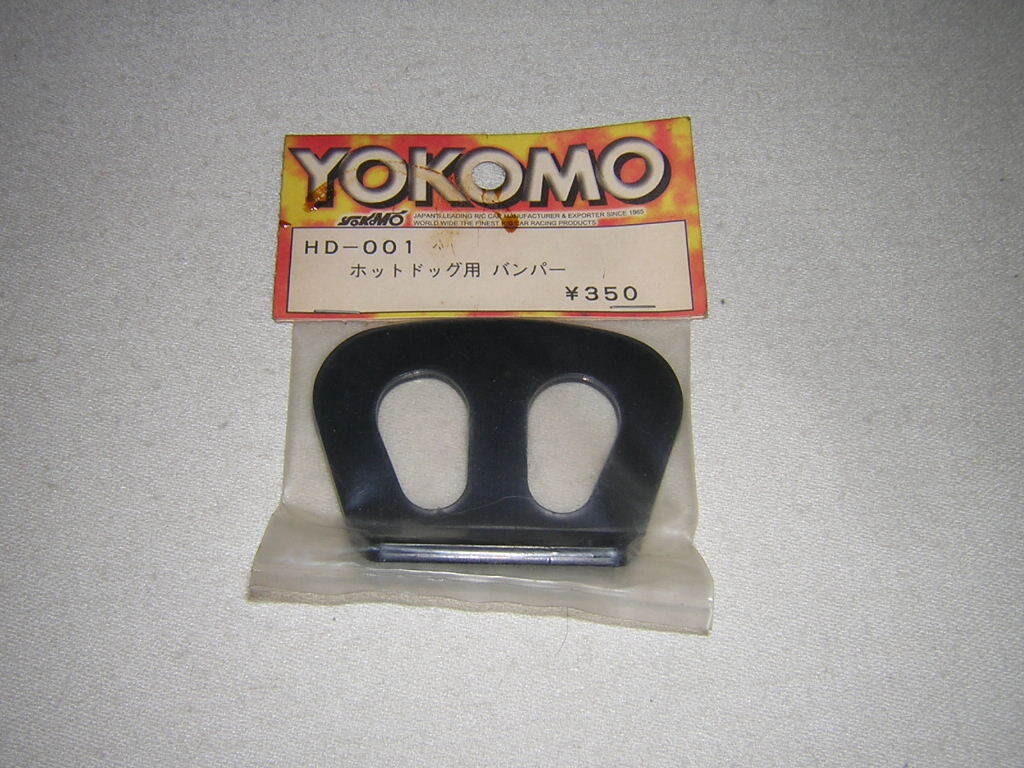 YOKOMO
YOKOMO JAPAN'S LEADING R/C CAR MANUFACTURER & EXPORTER SINCE 1965
WORLD WIDE THE FINEST R/C CAR RACING PRODUCTS
HD-001
ホットドッグ用 バンパー
¥350